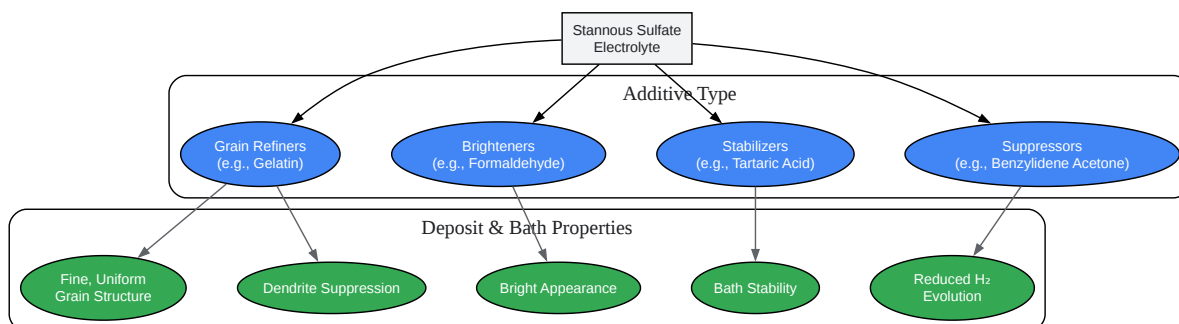 Stannous Sulfate
Electrolyte
Additive Type
Grain Refiners
(e.g., Gelatin)
Brighteners
(e.g., Formaldehyde)
Stabilizers
(e.g., Tartaric Acid)
Suppressors
(e.g., Benzylidene Acetone)
Deposit & Bath Properties
Fine, Uniform
Grain Structure
Dendrite Suppression
Bright Appearance
Bath Stability
Reduced H₂
Evolution